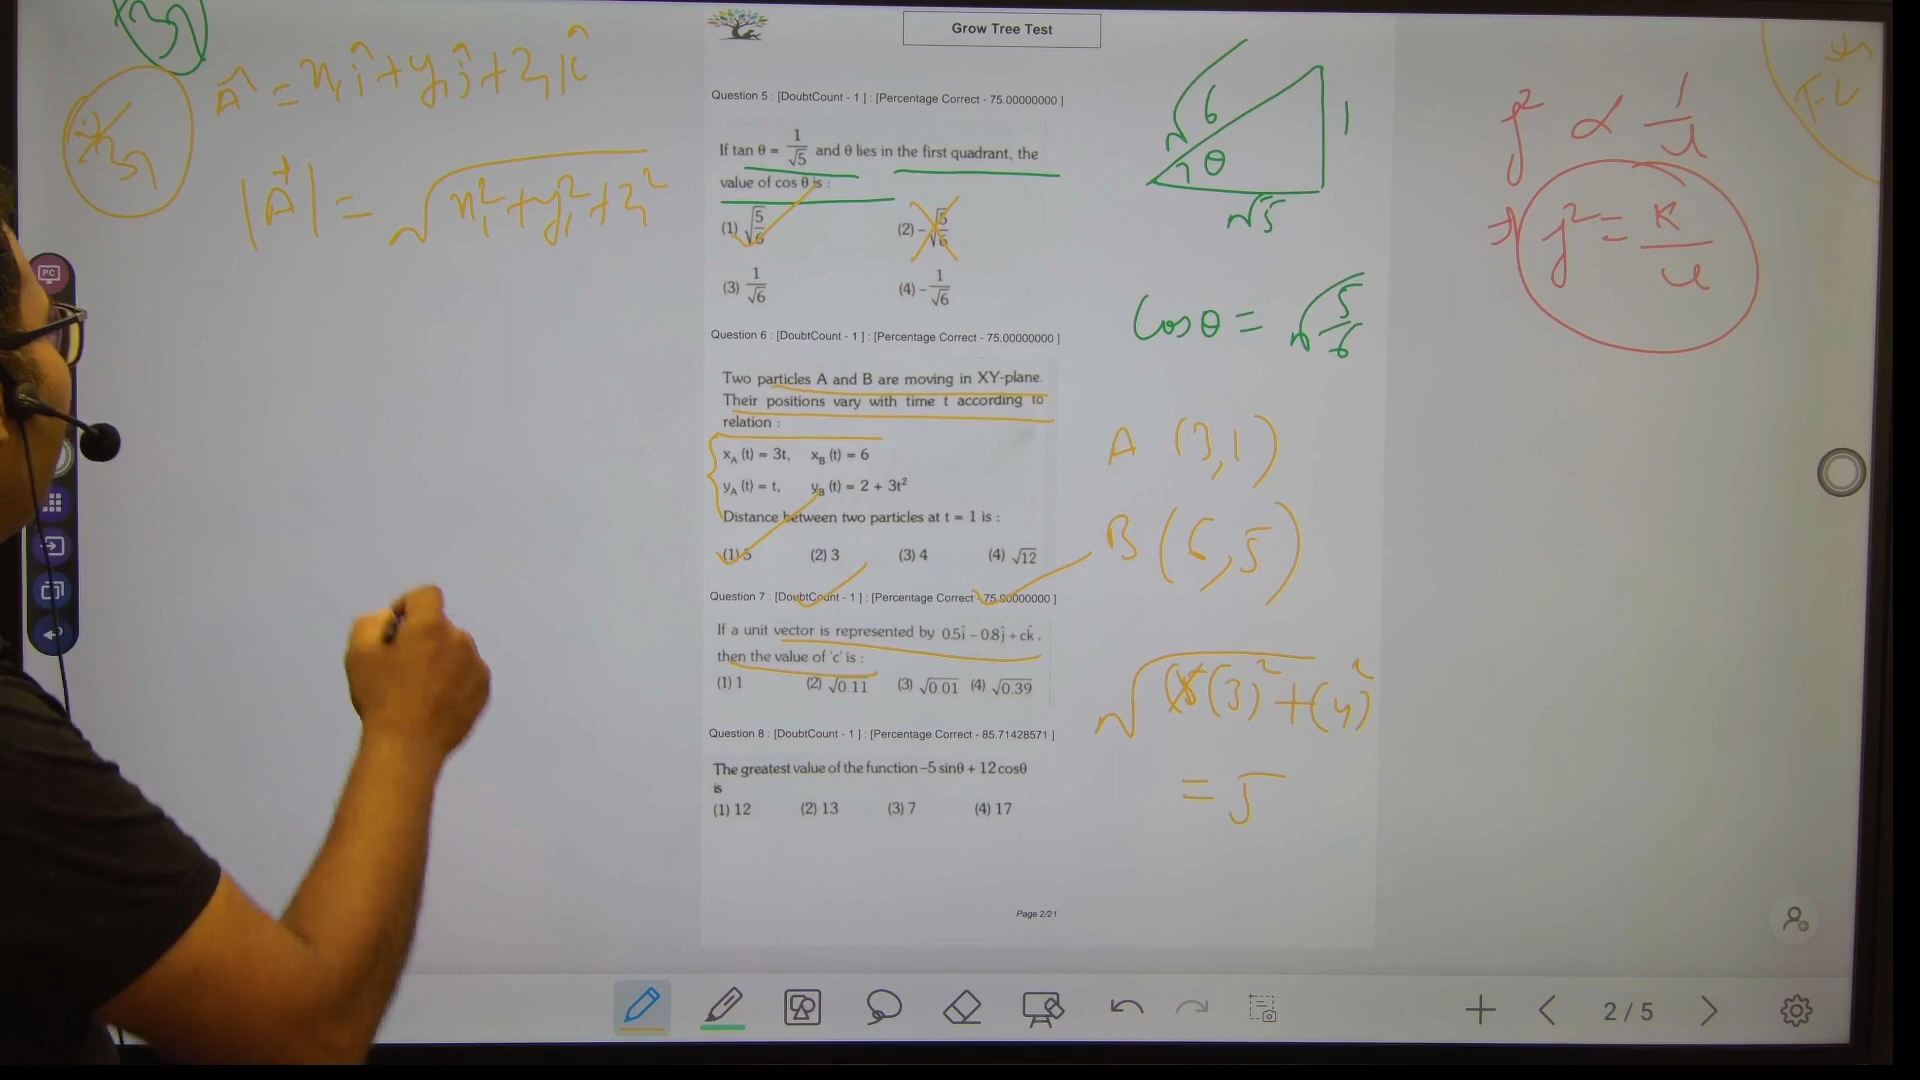 Grow Tree Test
Question 5 : [DoubtCount - 1 ] : [Percentage Correct - 75.00000000 ]
If tan θ = 1/√5 and θ lies in the first quadrant, the
value of cos θ is :
(1) √(5/6) (2) -√(5/6)
(3) 1/√6 (4) -1/√6
Question 6 : [DoubtCount - 1 ] : [Percentage Correct - 75.00000000 ]
Two particles A and B are moving in XY-plane.
Their positions vary with time t according to
relation :
x_A (t) = 3t, x_B (t) = 6
y_A (t) = t, y_B (t) = 2 + 3t²
Distance between two particles at t = 1 is :
(1) 5 (2) 3 (3) 4 (4) √12
Question 7 : [DoubtCount - 1 ] : [Percentage Correct - 75.00000000 ]
If a unit vector is represented by 0.5î - 0.8ĵ + ck̂,
then the value of 'c' is :
(1) 1 (2) √0.11 (3) √0.01 (4) √0.39
Question 8 : [DoubtCount - 1 ] : [Percentage Correct - 85.71428571 ]
The greatest value of the function -5 sinθ + 12 cosθ
is
(1) 12 (2) 13 (3) 7 (4) 17
Page 2/21
A⃗ = x₁î + y₁ĵ + z₁k̂
|A⃗| = √(x₁² + y₁² + z₁²)
√6
1
θ
√5
cos θ = √(5/6)
A (3,1)
B (6,5)
√((3)² + (4)²)
= 5
∝ 1/u
= K/u
PC
2 / 5